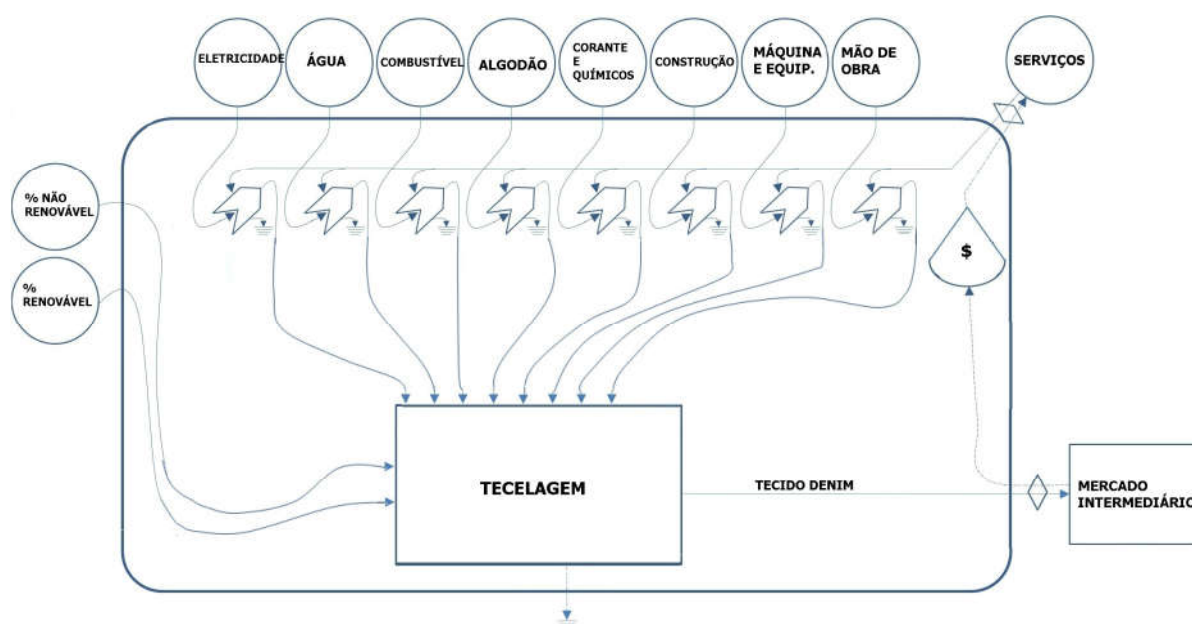 ELETRICIDADE
ÁGUA
COMBUSTÍVEL
ALGODÃO
CORANTE
E
QUÍMICOS
CONSTRUÇÃO
MÁQUINA
E EQUIP.
MÃO DE
OBRA
SERVIÇOS
% NÃO
RENOVÁVEL
%
RENOVÁVEL
$
TECELAGEM
TECIDO DENIM
MERCADO
INTERMEDIÁRIO